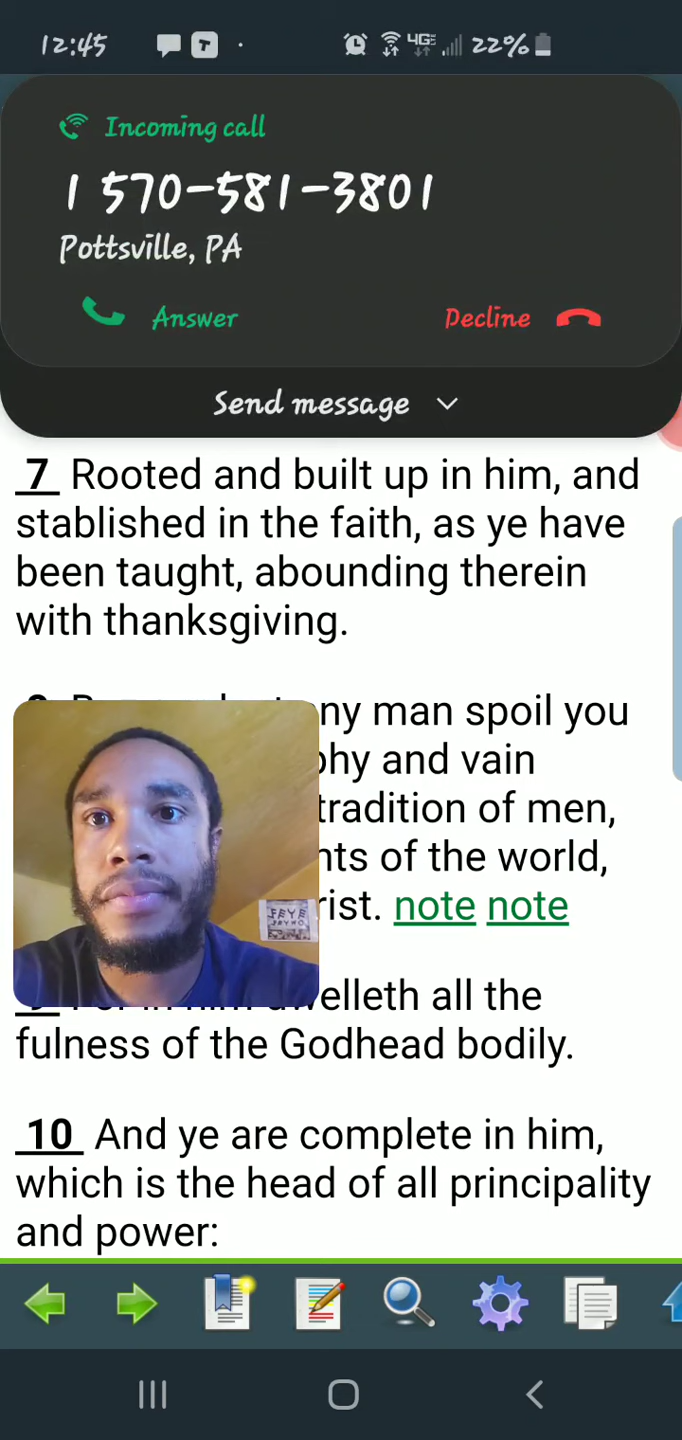 12:45 T 4GE 22%
Incoming call
1 570-581-3801
Pottsville, PA
Answer Decline
Send message
7 Rooted and built up in him, and
stablished in the faith, as ye have
been taught, abounding therein
with thanksgiving.
ny man spoil you
phy and vain
tradition of men,
nts of the world,
rist. note note
welleth all the
fulness of the Godhead bodily.
10 And ye are complete in him,
which is the head of all principality
and power: